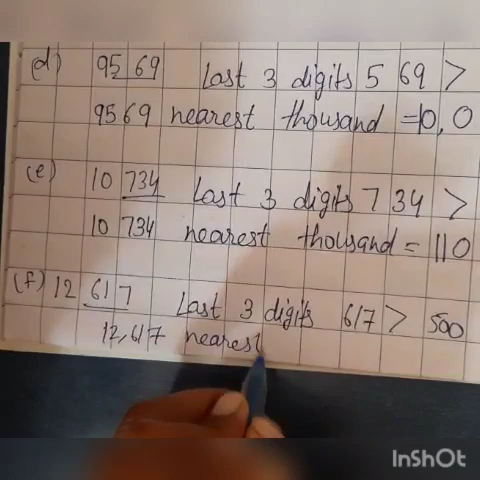 (d) 95 69 Last 3 digits 5 69 >
9569 nearest thousand =10,0
(e) 10 734 Last 3 digits 7 34 >
10 734 nearest thousand = 110
(f) 12 617 Last 3 digits 617 > 500
12,617 nearest
InShOt